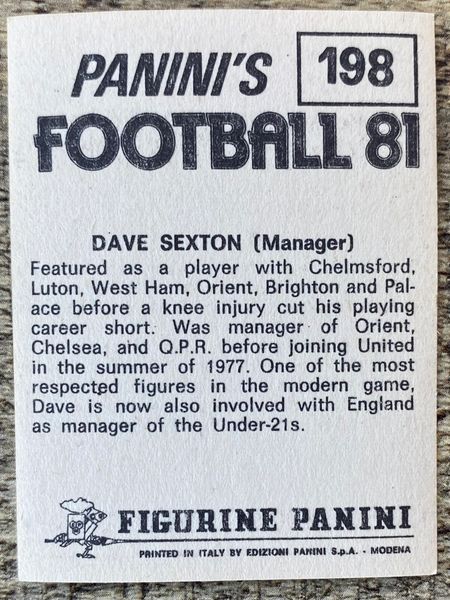 PANINI'S
198
FOOTBALL 81
DAVE SEXTON (Manager)
Featured as a player with Chelmsford,
Luton, West Ham, Orient, Brighton and Pal-
ace before a knee injury cut his playing
career short. Was manager of Orient,
Chelsea, and Q.P.R. before joining United
in the summer of 1977. One of the most
respected figures in the modern game,
Dave is now also involved with England
as manager of the Under-21s.
FIGURINE PANINI
PRINTED IN ITALY BY EDIZIONI PANINI S.p.A. - MODENA